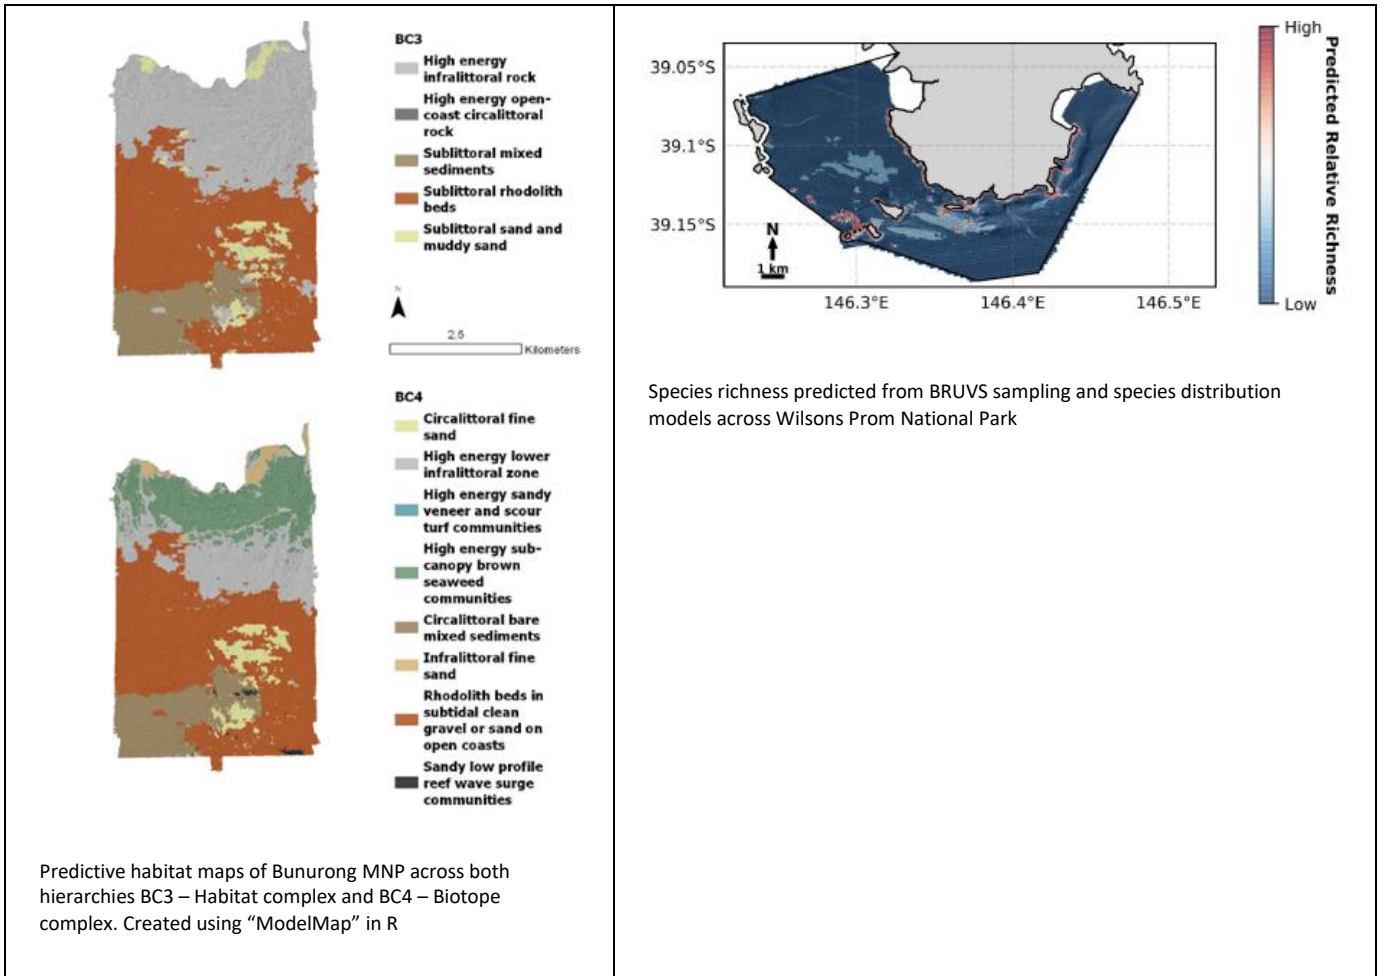 BC3
High energy
infralittoral rock
High energy open-
coast circalittoral
rock
Sublittoral mixed
sediments
Sublittoral rhodolith
beds
Sublittoral sand and
muddy sand
N
2.5
Kilometers
BC4
Circalittoral fine
sand
High energy lower
infralittoral zone
High energy sandy
veneer and scour
turf communities
High energy sub-
canopy brown
seaweed
communities
Circalittoral bare
mixed sediments
Infralittoral fine
sand
Rhodolith beds in
subtidal clean
gravel or sand on
open coasts
Sandy low profile
reef wave surge
communities
Predictive habitat maps of Bunurong MNP across both
hierarchies BC3 – Habitat complex and BC4 – Biotope
complex. Created using “ModelMap” in R
39.05°S
39.1°S
39.15°S
N
1 km
146.3°E
146.4°E
146.5°E
High
Low
Predicted Relative Richness
Species richness predicted from BRUVS sampling and species distribution
models across Wilsons Prom National Park